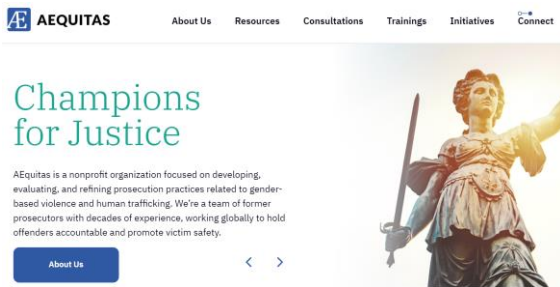 Æ AEQUITAS
About Us Resources Consultations Trainings Initiatives Connect
Champions
for Justice
AEquitas is a nonprofit organization focused on developing,
evaluating, and refining prosecution practices related to gender-
based violence and human trafficking. We're a team of former
prosecutors with decades of experience, working globally to hold
offenders accountable and promote victim safety.
About Us